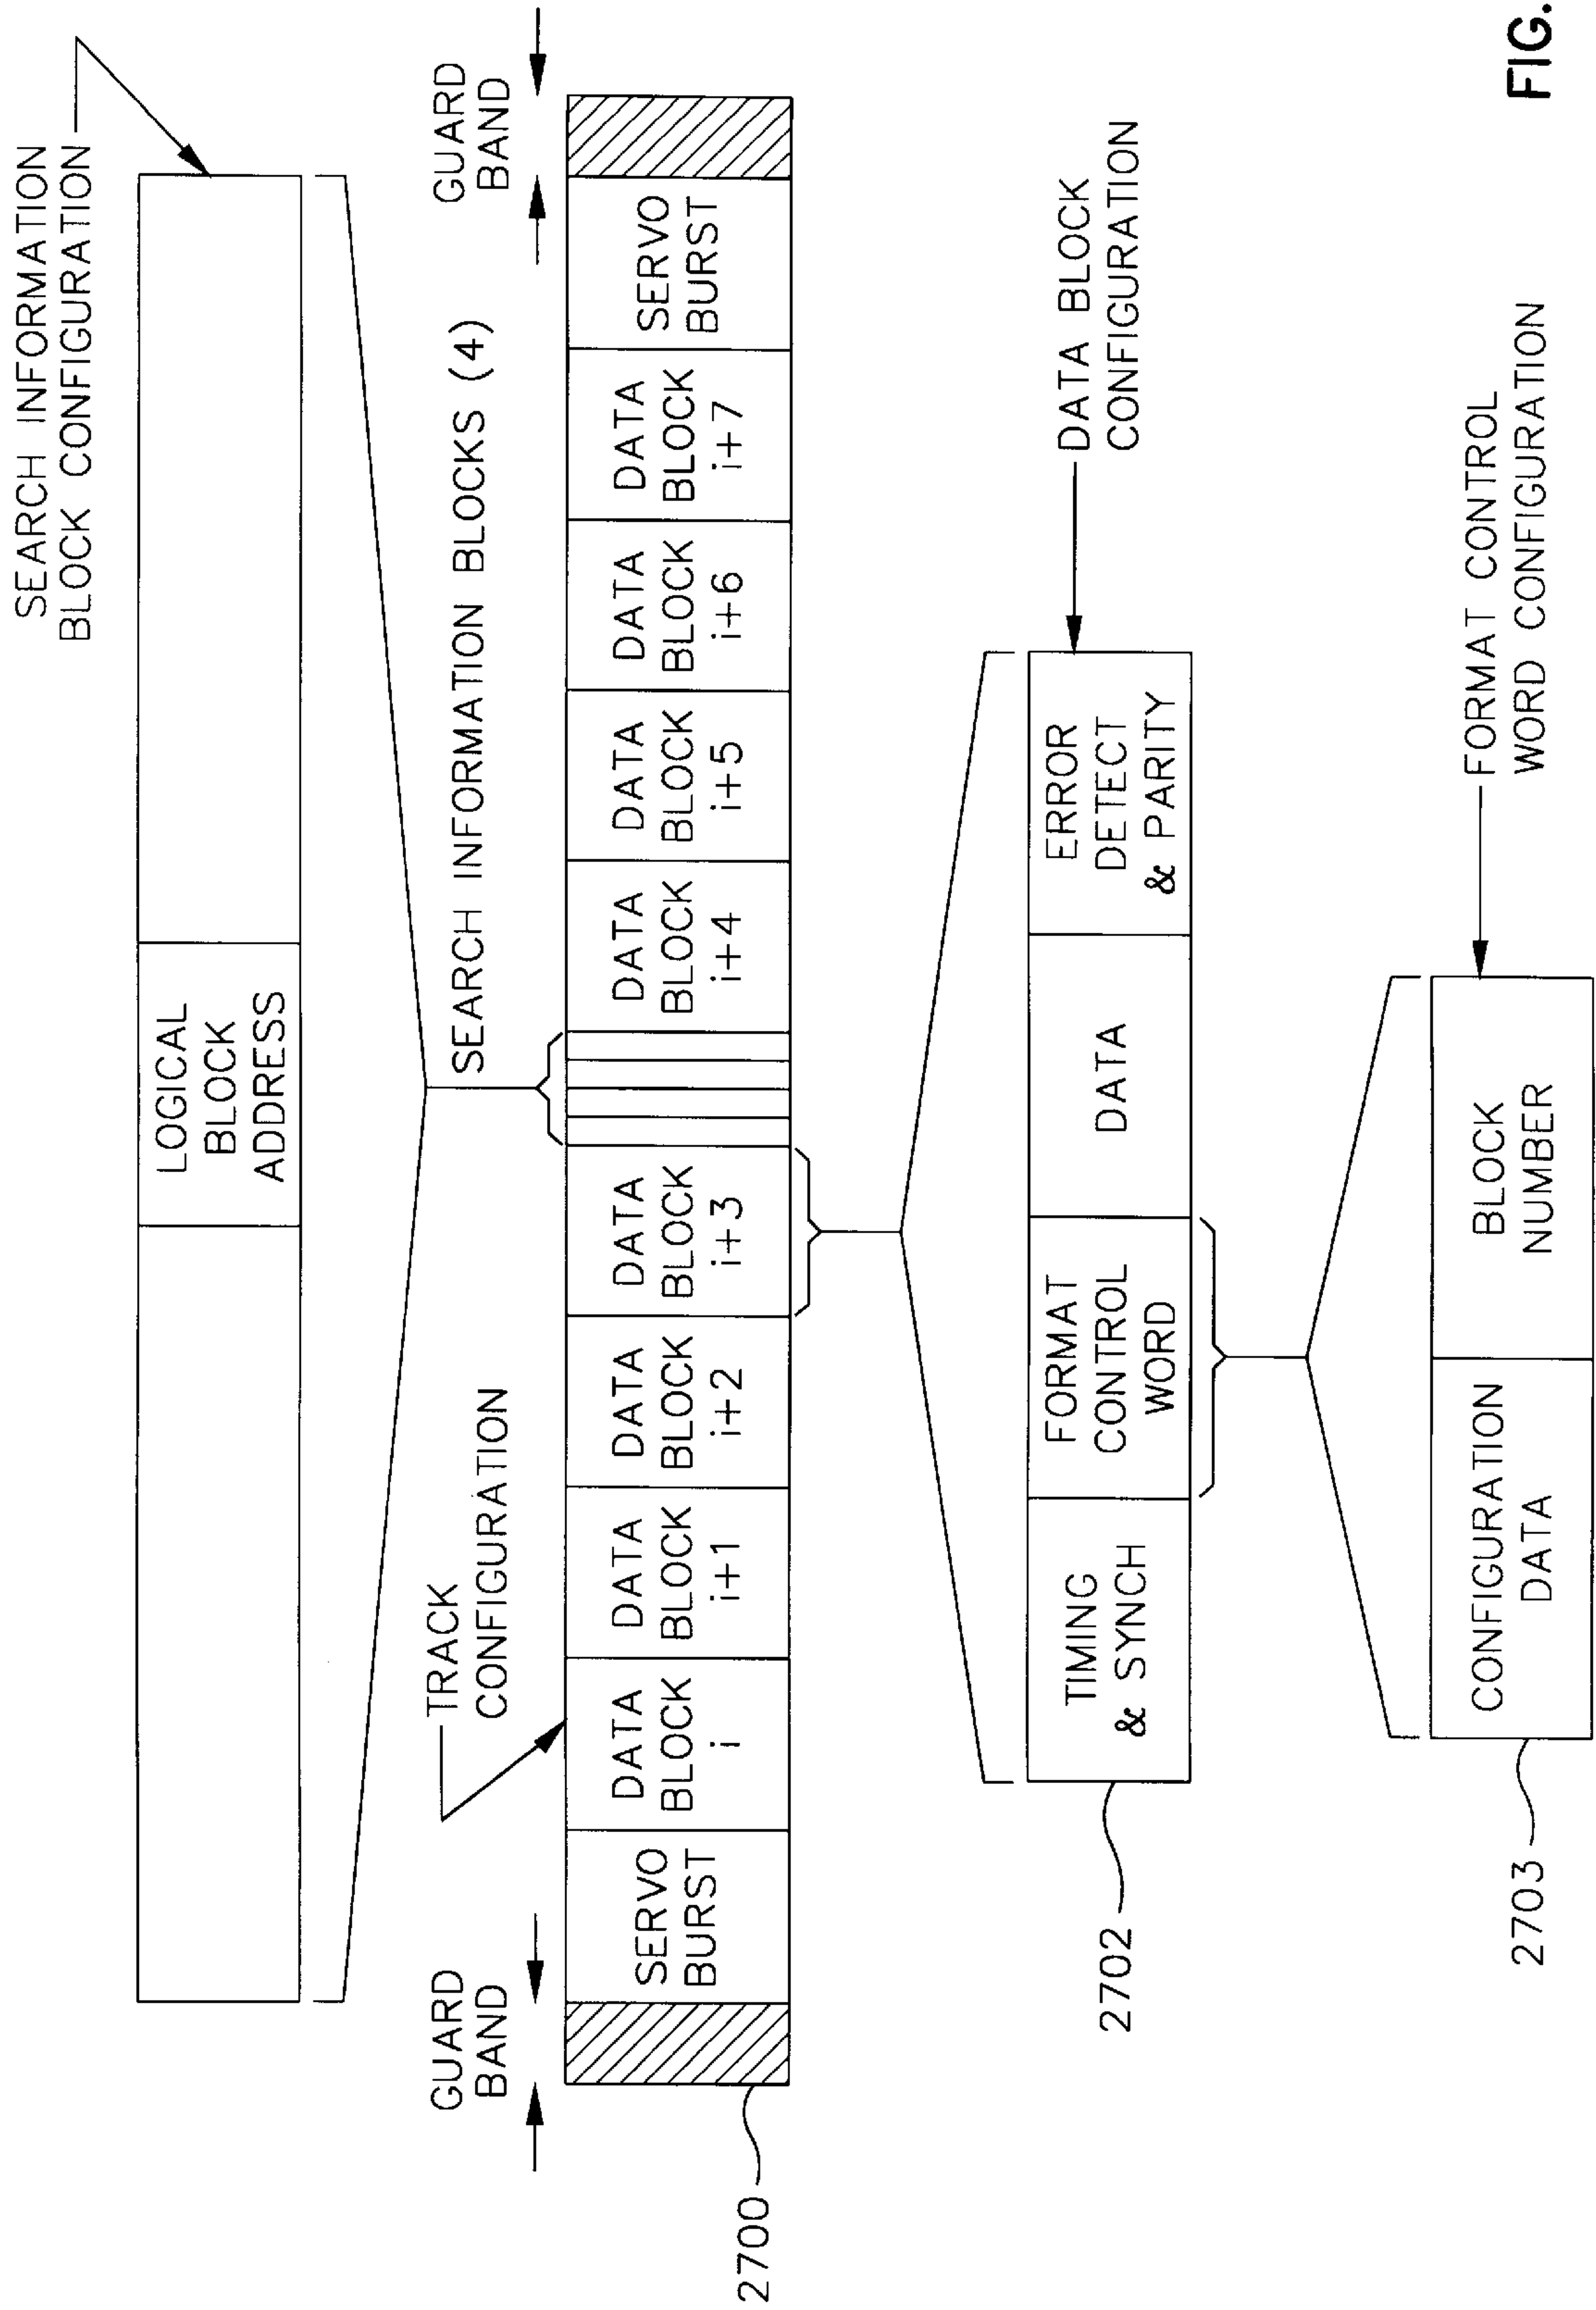 SEARCH INFORMATION
BLOCK CONFIGURATION
LOGICAL
BLOCK
ADDRESS
SEARCH INFORMATION BLOCKS (4)
GUARD
BAND
TRACK
CONFIGURATION
GUARD
BAND
SERVO
BURST
DATA
BLOCK
i
DATA
BLOCK
i+1
DATA
BLOCK
i+2
DATA
BLOCK
i+3
DATA
BLOCK
i+4
DATA
BLOCK
i+5
DATA
BLOCK
i+6
DATA
BLOCK
i+7
SERVO
BURST
2700
TIMING
& SYNCH
FORMAT
CONTROL
WORD
DATA
ERROR
DETECT
& PARITY
DATA BLOCK
CONFIGURATION
2702
CONFIGURATION
DATA
BLOCK
NUMBER
FORMAT CONTROL
WORD CONFIGURATION
2703
FIG.